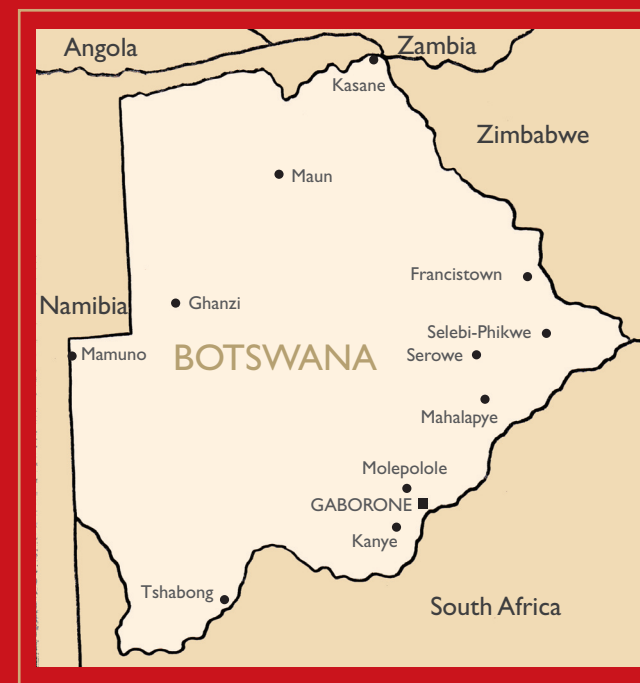 Angola
Zambia
Kasane
Zimbabwe
Maun
Francistown
Namibia
Ghanzi
Selebi-Phikwe
Mamuno
BOTSWANA
Serowe
Mahalapye
Molepolole
GABORONE
Kanye
Tshabong
South Africa